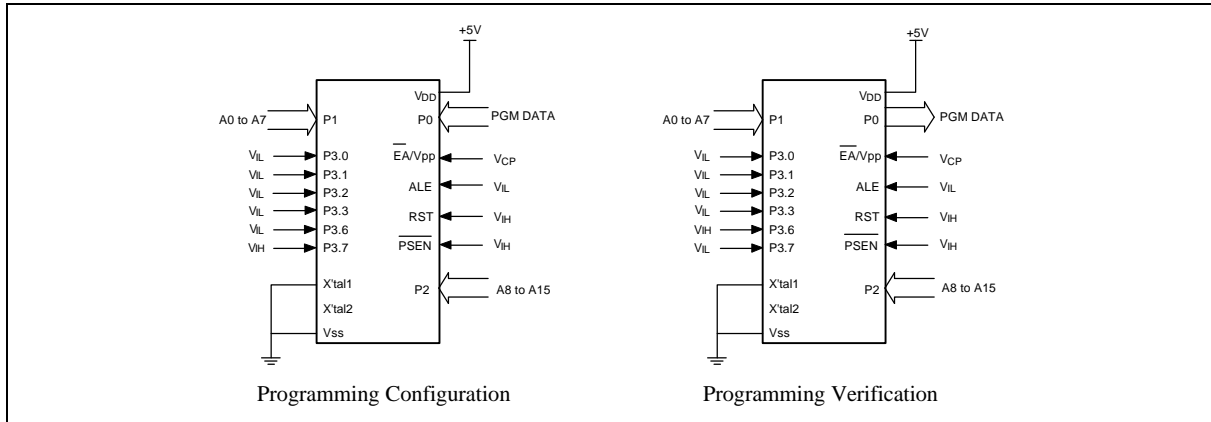 +5V
VDD
A0 to A7
P1
P0
PGM DATA
VIL
P3.0
EA/Vpp
VCP
VIL
P3.1
VIL
P3.2
ALE
VIL
VIL
P3.3
RST
VIH
VIL
P3.6
VIH
P3.7
PSEN
VIH
X'tal1
P2
A8 to A15
X'tal2
Vss
Programming Configuration
+5V
VDD
A0 to A7
P1
P0
PGM DATA
VIL
P3.0
EA/Vpp
VCP
VIL
P3.1
VIL
P3.2
ALE
VIL
VIL
P3.3
RST
VIH
VIH
P3.6
VIL
P3.7
PSEN
VIH
X'tal1
P2
A8 to A15
X'tal2
Vss
Programming Verification